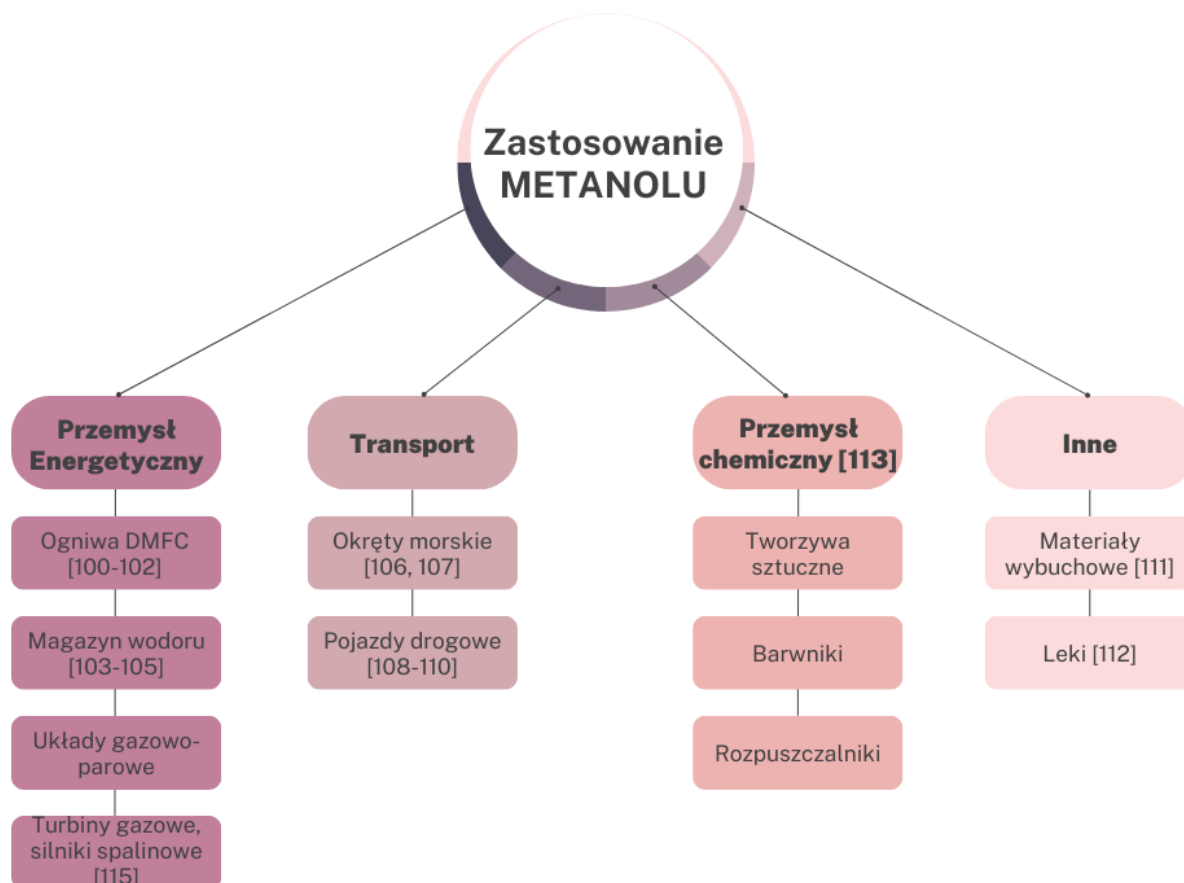 Zastosowanie
METANOLU
Przemysł
Energetyczny
Ogniwa DMFC
[100-102]
Magazyn wodoru
[103-105]
Układy gazowo-
parowe
Turbiny gazowe,
silniki spalinowe
[115]
Transport
Okręty morskie
[106, 107]
Pojazdy drogowe
[108-110]
Przemysł
chemiczny [113]
Tworzywa
sztuczne
Barwniki
Rozpuszczalniki
Inne
Materiały
wybuchowe [111]
Leki [112]